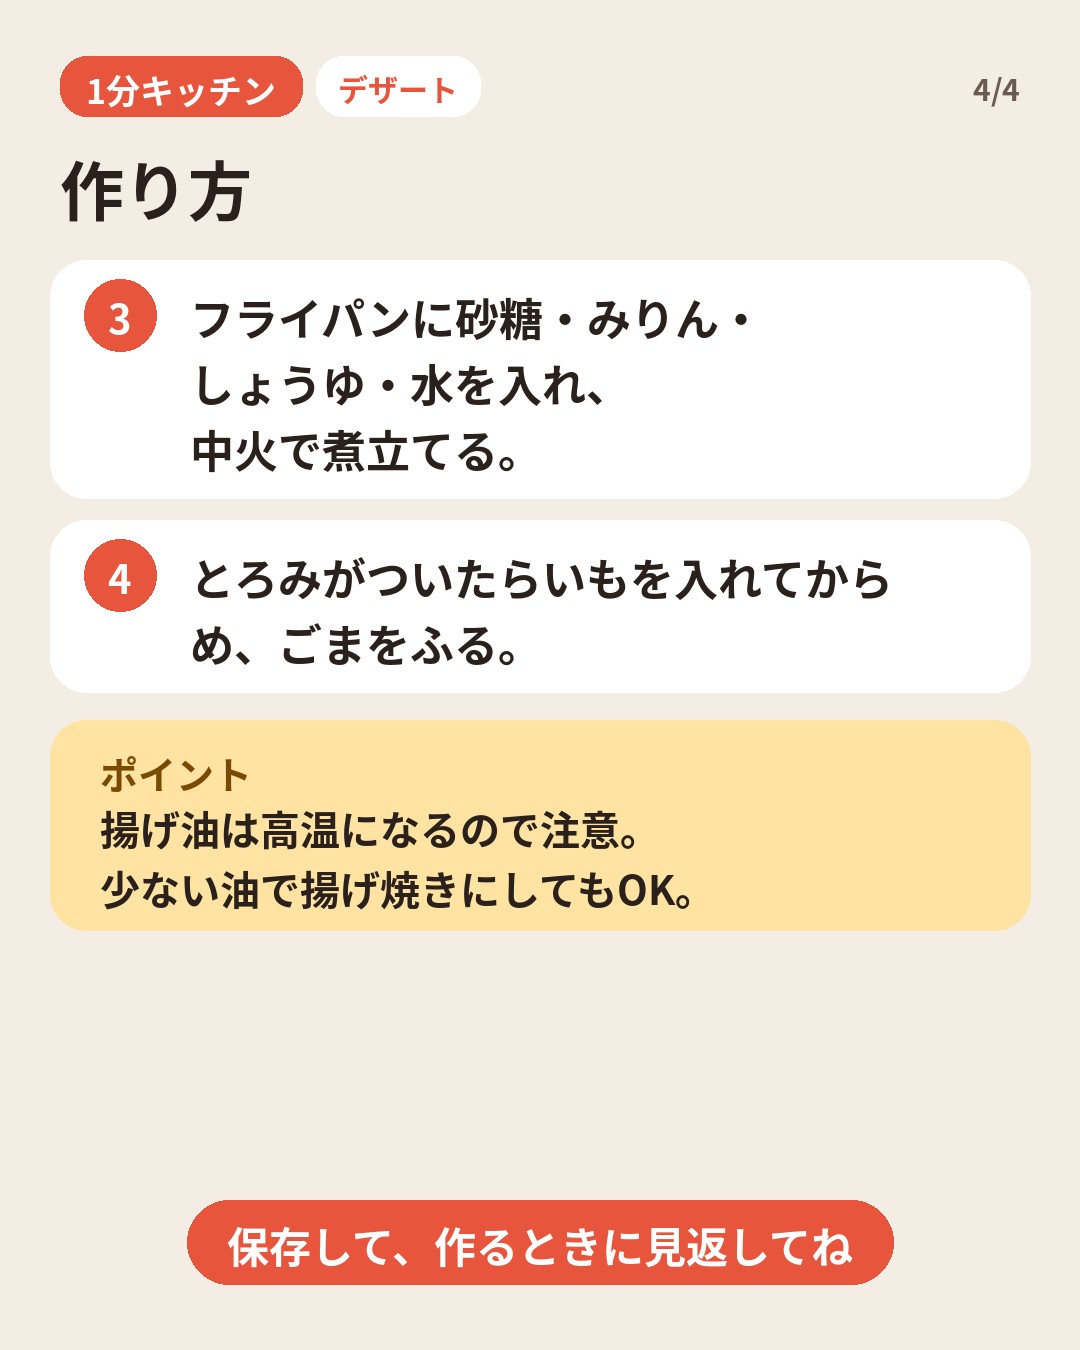 1分キッチン
デザート
4/4
作り方
3
フライパンに砂糖・みりん・
しょうゆ・水を入れ、
中火で煮立てる。
4
とろみがついたらいもを入れてから
め、ごまをふる。
ポイント
揚げ油は高温になるので注意。
少ない油で揚げ焼きにしてもOK。
保存して、作るときに見返してね